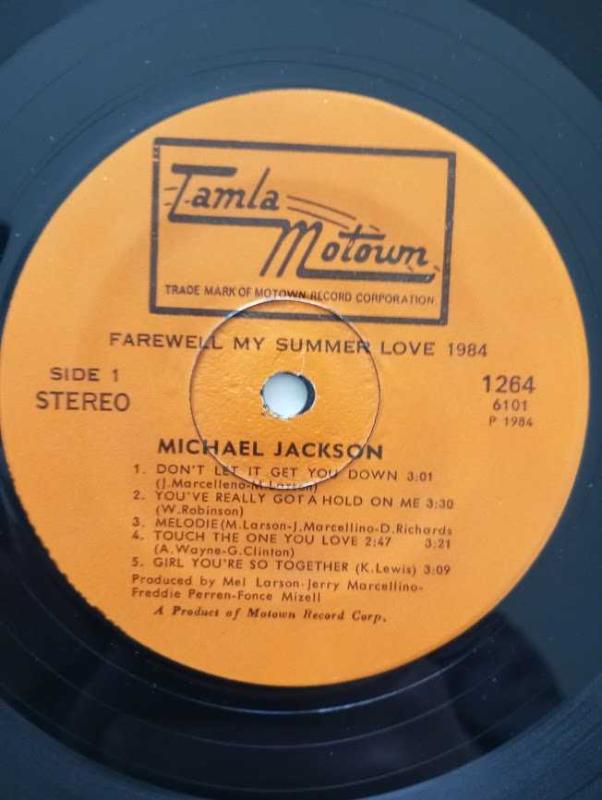 Tamla
Motown
TRADE MARK OF MOTOWN RECORD CORPORATION
FAREWELL MY SUMMER LOVE 1984
SIDE 1
STEREO
1264
6101
P 1984
MICHAEL JACKSON
1. DON'T LET IT GET YOU DOWN 3:01
(J.Marcelleno-M.Larson)
2. YOU'VE REALLY GOT A HOLD ON ME 3:30
(W.Robinson)
3. MELODIE (M.Larson-J.Marcellino-D.Richards
4. TOUCH THE ONE YOU LOVE 2:47 3:21
(A.Wayne-G.Clinton)
5. GIRL YOU'RE SO TOGETHER (K.Lewis) 3:09
Produced by Mel Larson-Jerry Marcellino-
Freddie Perren-Fonce Mizell
A Product of Motown Record Corp.